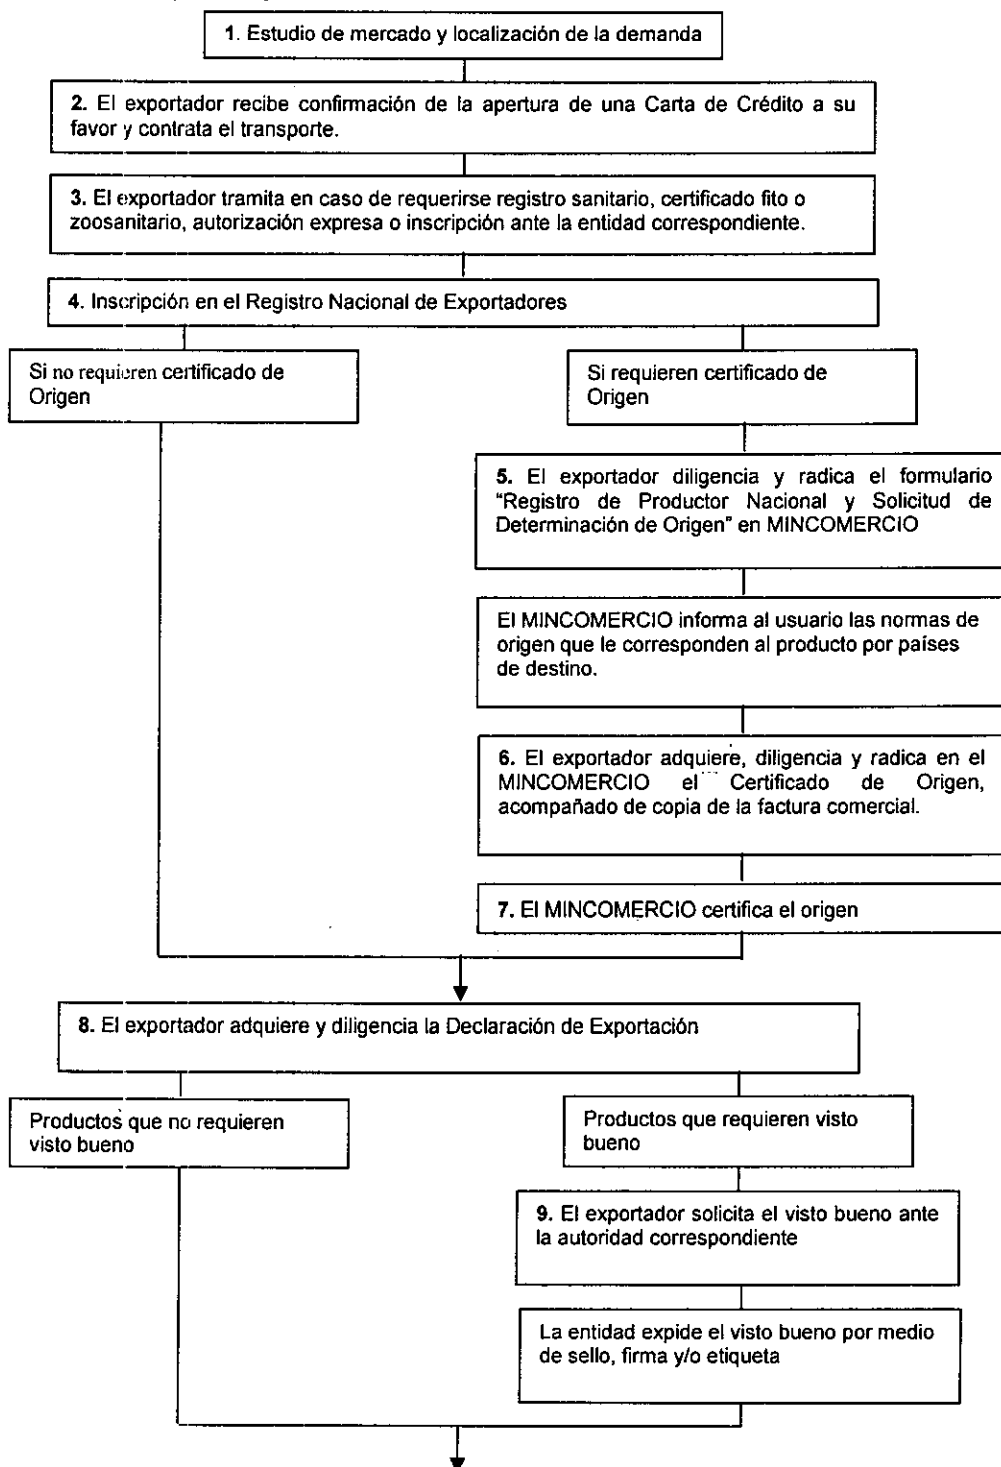 1. Estudio de mercado y localización de la demanda
2. El exportador recibe confirmación de la apertura de una Carta de Crédito a su
favor y contrata el transporte.
3. El exportador tramita en caso de requerirse registro sanitario, certificado fito o
zoosanitario, autorización expresa o inscripción ante la entidad correspondiente.
4. Inscripción en el Registro Nacional de Exportadores
Si no requieren certificado de
Origen
Si requieren certificado de
Origen
5. El exportador diligencia y radica el formulario
"Registro de Productor Nacional y Solicitud de
Determinación de Origen" en MINCOMERCIO
El MINCOMERCIO informa al usuario las normas de
origen que le corresponden al producto por países
de destino.
6. El exportador adquiere, diligencia y radica en el
MINCOMERCIO el Certificado de Origen,
acompañado de copia de la factura comercial.
7. El MINCOMERCIO certifica el origen
8. El exportador adquiere y diligencia la Declaración de Exportación
Productos que no requieren
visto bueno
Productos que requieren visto
bueno
9. El exportador solicita el visto bueno ante
la autoridad correspondiente
La entidad expide el visto bueno por medio
de sello, firma y/o etiqueta